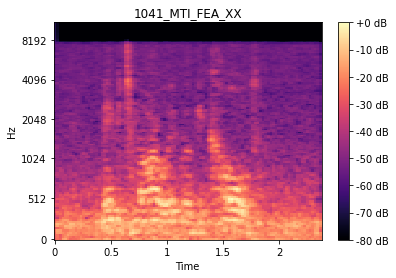 1041_MTI_FEA_XX
+0 dB
8192
-10 dB
4096
-20 dB
-30 dB
2048
Hz
-40 dB
1024
-50 dB
512
-60 dB
-70 dB
0
-80 dB
0 0.5 1 1.5 2
Time